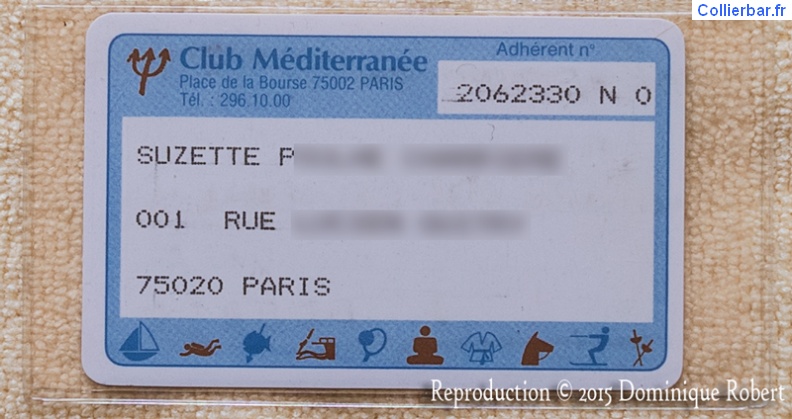 Collierbar.fr
Club Méditerranée
Place de la Bourse 75002 PARIS
Tél. : 296.10.00
Adhérent n°
2062330 N 0
SUZETTE P
001 RUE
75020 PARIS
Reproduction © 2015 Dominique Robert